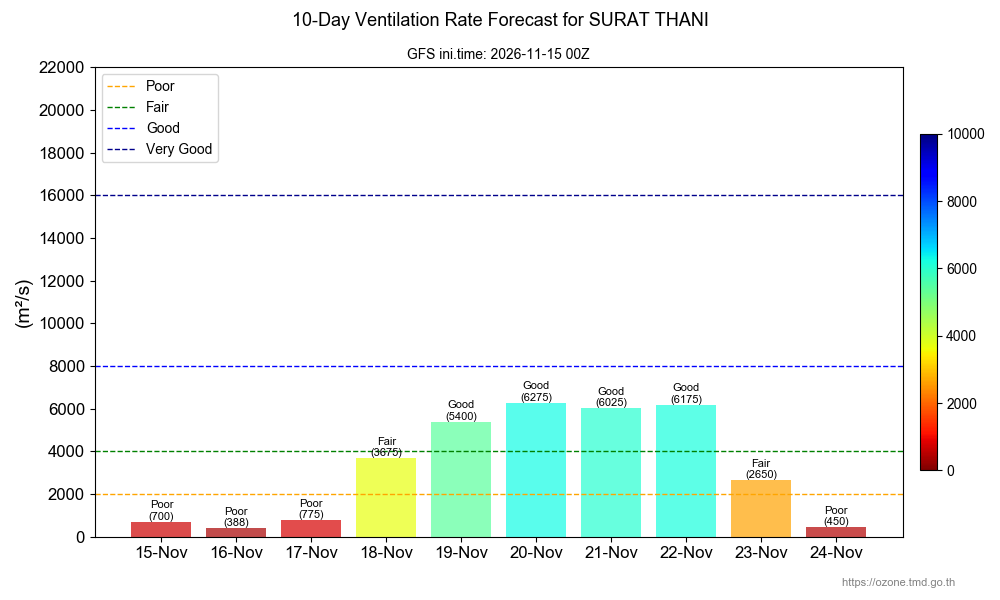 10-Day Ventilation Rate Forecast for SURAT THANI
GFS ini.time: 2026-11-15 00Z
22000
20000
18000
16000
14000
12000
10000
8000
6000
4000
2000
0
(m²/s)
Poor
Fair
Good
Very Good
Poor
(700)
Poor
(388)
Poor
(775)
Fair
(3675)
Good
(5400)
Good
(6275)
Good
(6025)
Good
(6175)
Fair
(2650)
Poor
(450)
15-Nov 16-Nov 17-Nov 18-Nov 19-Nov 20-Nov 21-Nov 22-Nov 23-Nov 24-Nov
10000
8000
6000
4000
2000
0
https://ozone.tmd.go.th